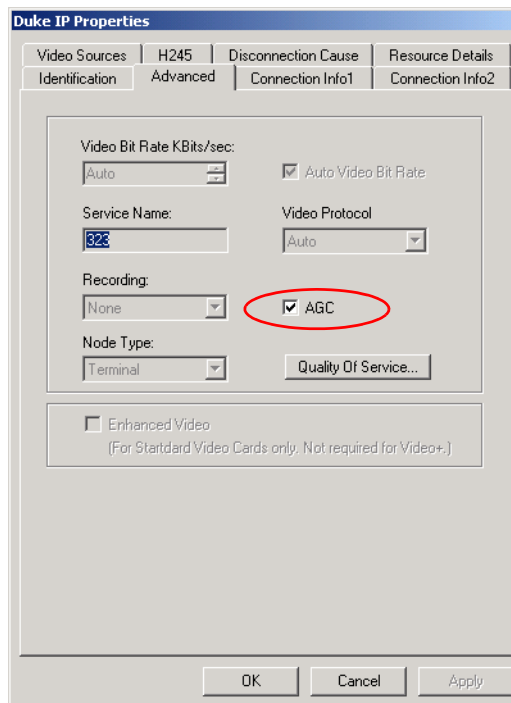 Duke IP Properties
Video Sources H245 Disconnection Cause Resource Details
Identification Advanced Connection Info1 Connection Info2
Video Bit Rate KBits/sec:
Auto Auto Video Bit Rate
Service Name: Video Protocol
323 Auto
Recording:
None AGC
Node Type:
Terminal Quality Of Service...
Enhanced Video
(For Startdard Video Cards only. Not required for Video+.)
OK Cancel Apply